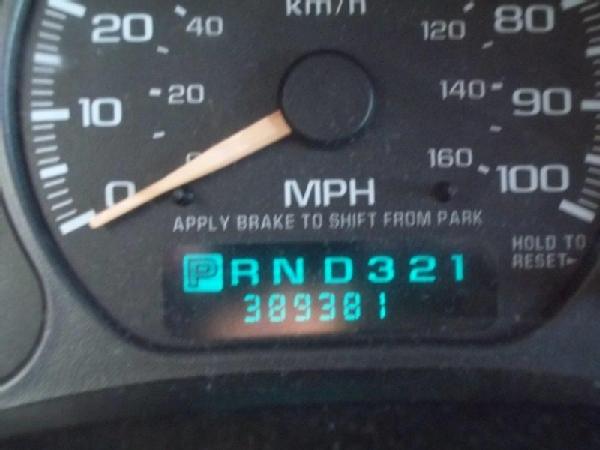 km/h
20 40 120 80
10 20 140 90
0 0 160 100
MPH
APPLY BRAKE TO SHIFT FROM PARK
HOLD TO
RESET
PRND321
389381